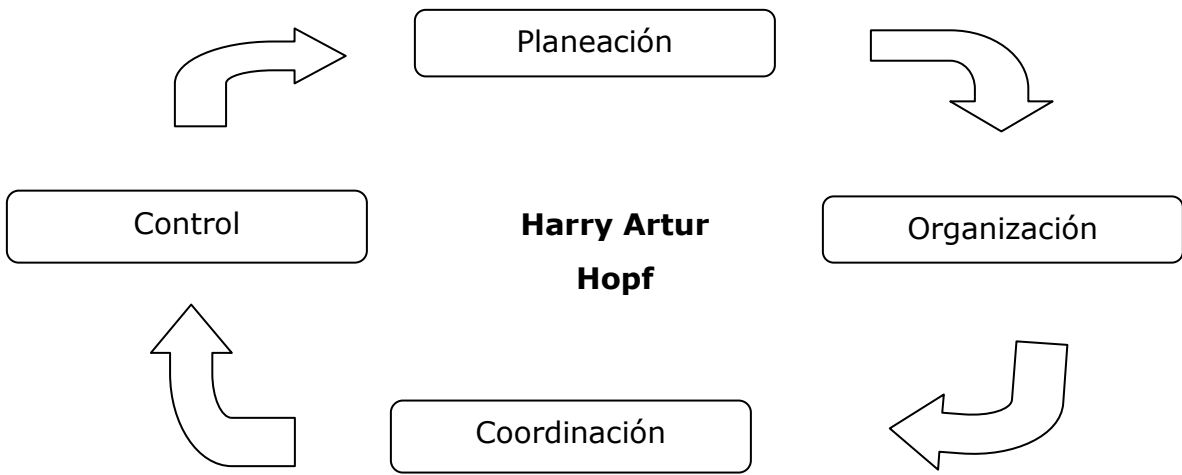 Planeación
Control
Harry Artur
Hopf
Organización
Coordinación